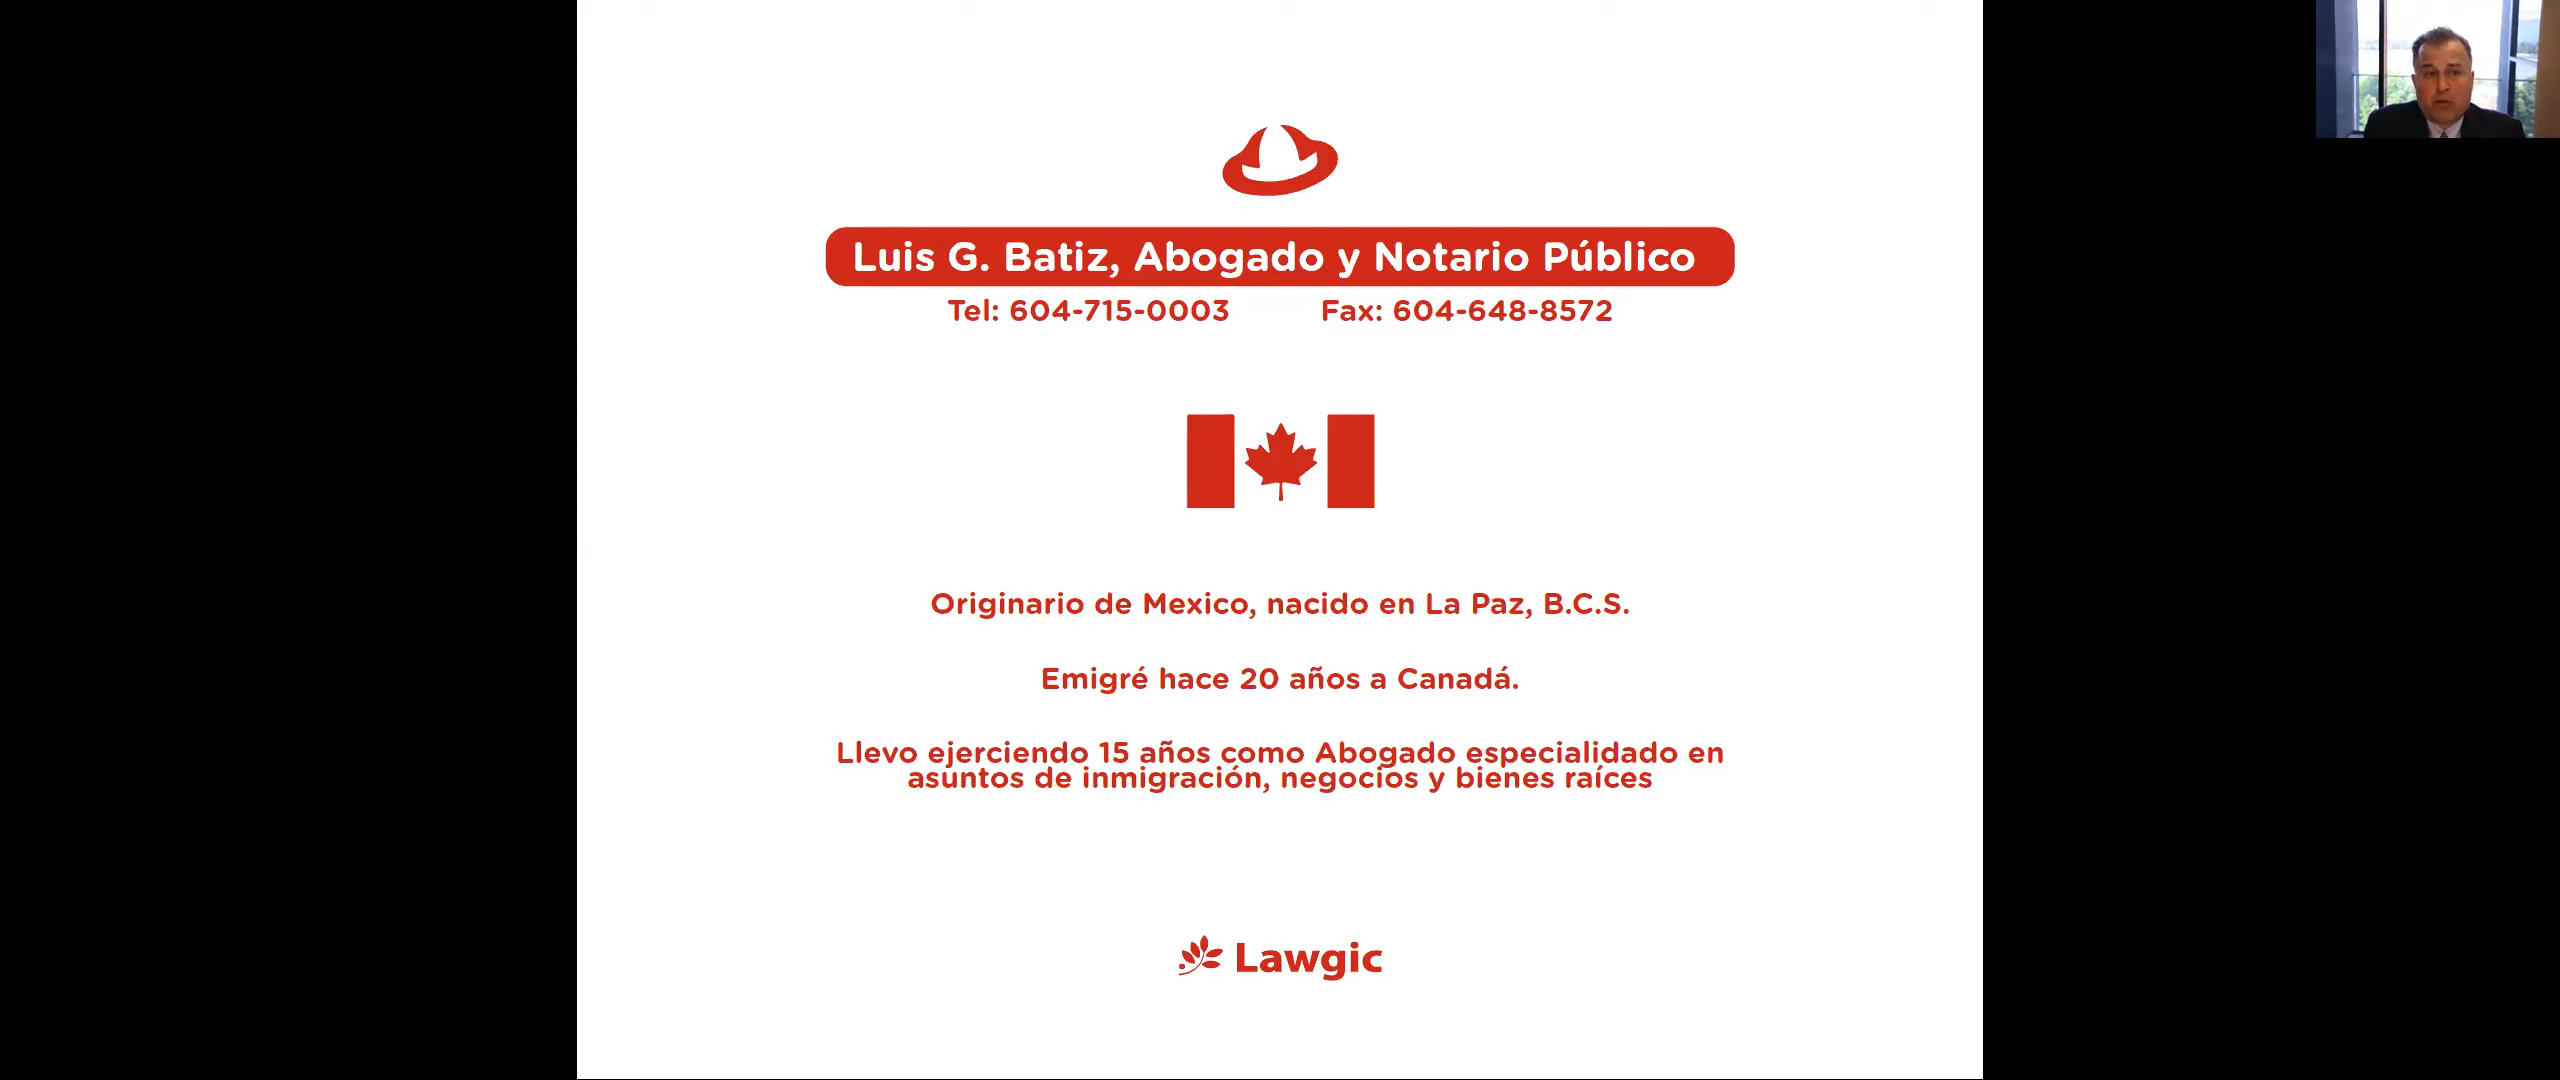 Luis G. Batiz, Abogado y Notario Público
Tel: 604-715-0003 Fax: 604-648-8572
Originario de Mexico, nacido en La Paz, B.C.S.
Emigré hace 20 años a Canadá.
Llevo ejerciendo 15 años como Abogado especialidado en
asuntos de inmigración, negocios y bienes raíces
Lawgic